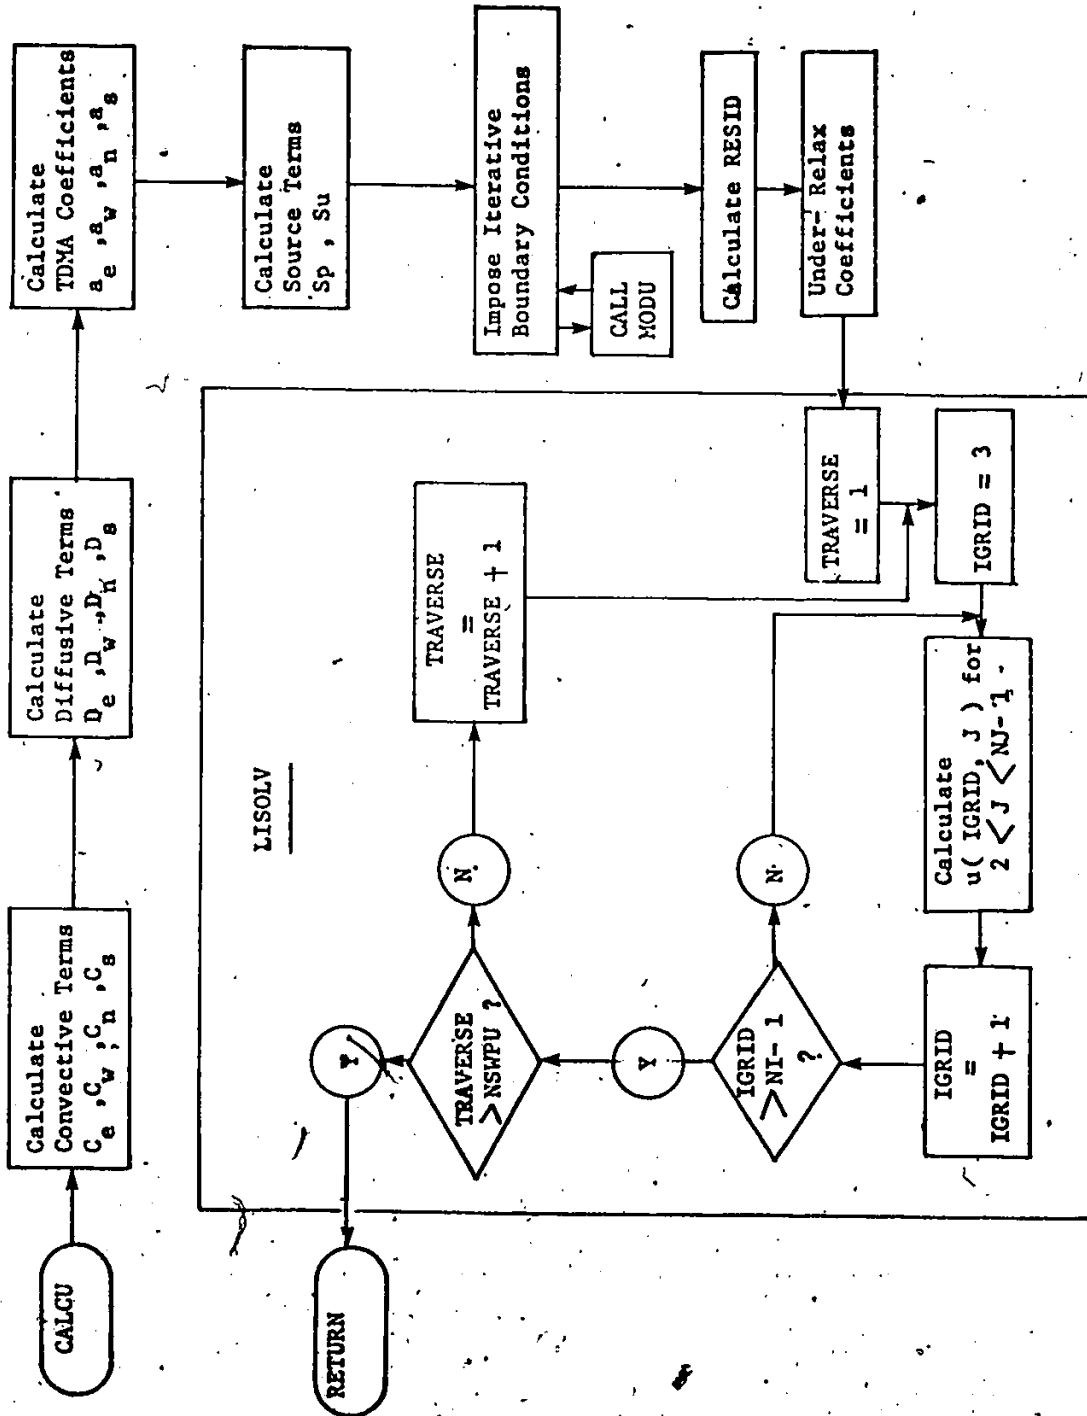 CALCU
Calculate
Convective Terms
C_e , C_w , C_n , C_s
Calculate
Diffusive Terms
D_e , D_w , D_n , D_s
Calculate
TDMA Coefficients
a_e , a_w , a_n , a_s
Calculate
Source Terms
Sp , Su
Impose Iterative
Boundary Conditions
CALL
MODU
Calculate RESID
Under- Relax
Coefficients
LISOLV
TRAVERSE
= 1
IGRID = 3
Calculate
u( IGRID, J ) for
2 < J < NJ- 1
IGRID
=
IGRID + 1
IGRID
>NI- 1
?
N
Y
TRAVERSE
>NSWPU ?
N
TRAVERSE
=
TRAVERSE + 1
Y
RETURN